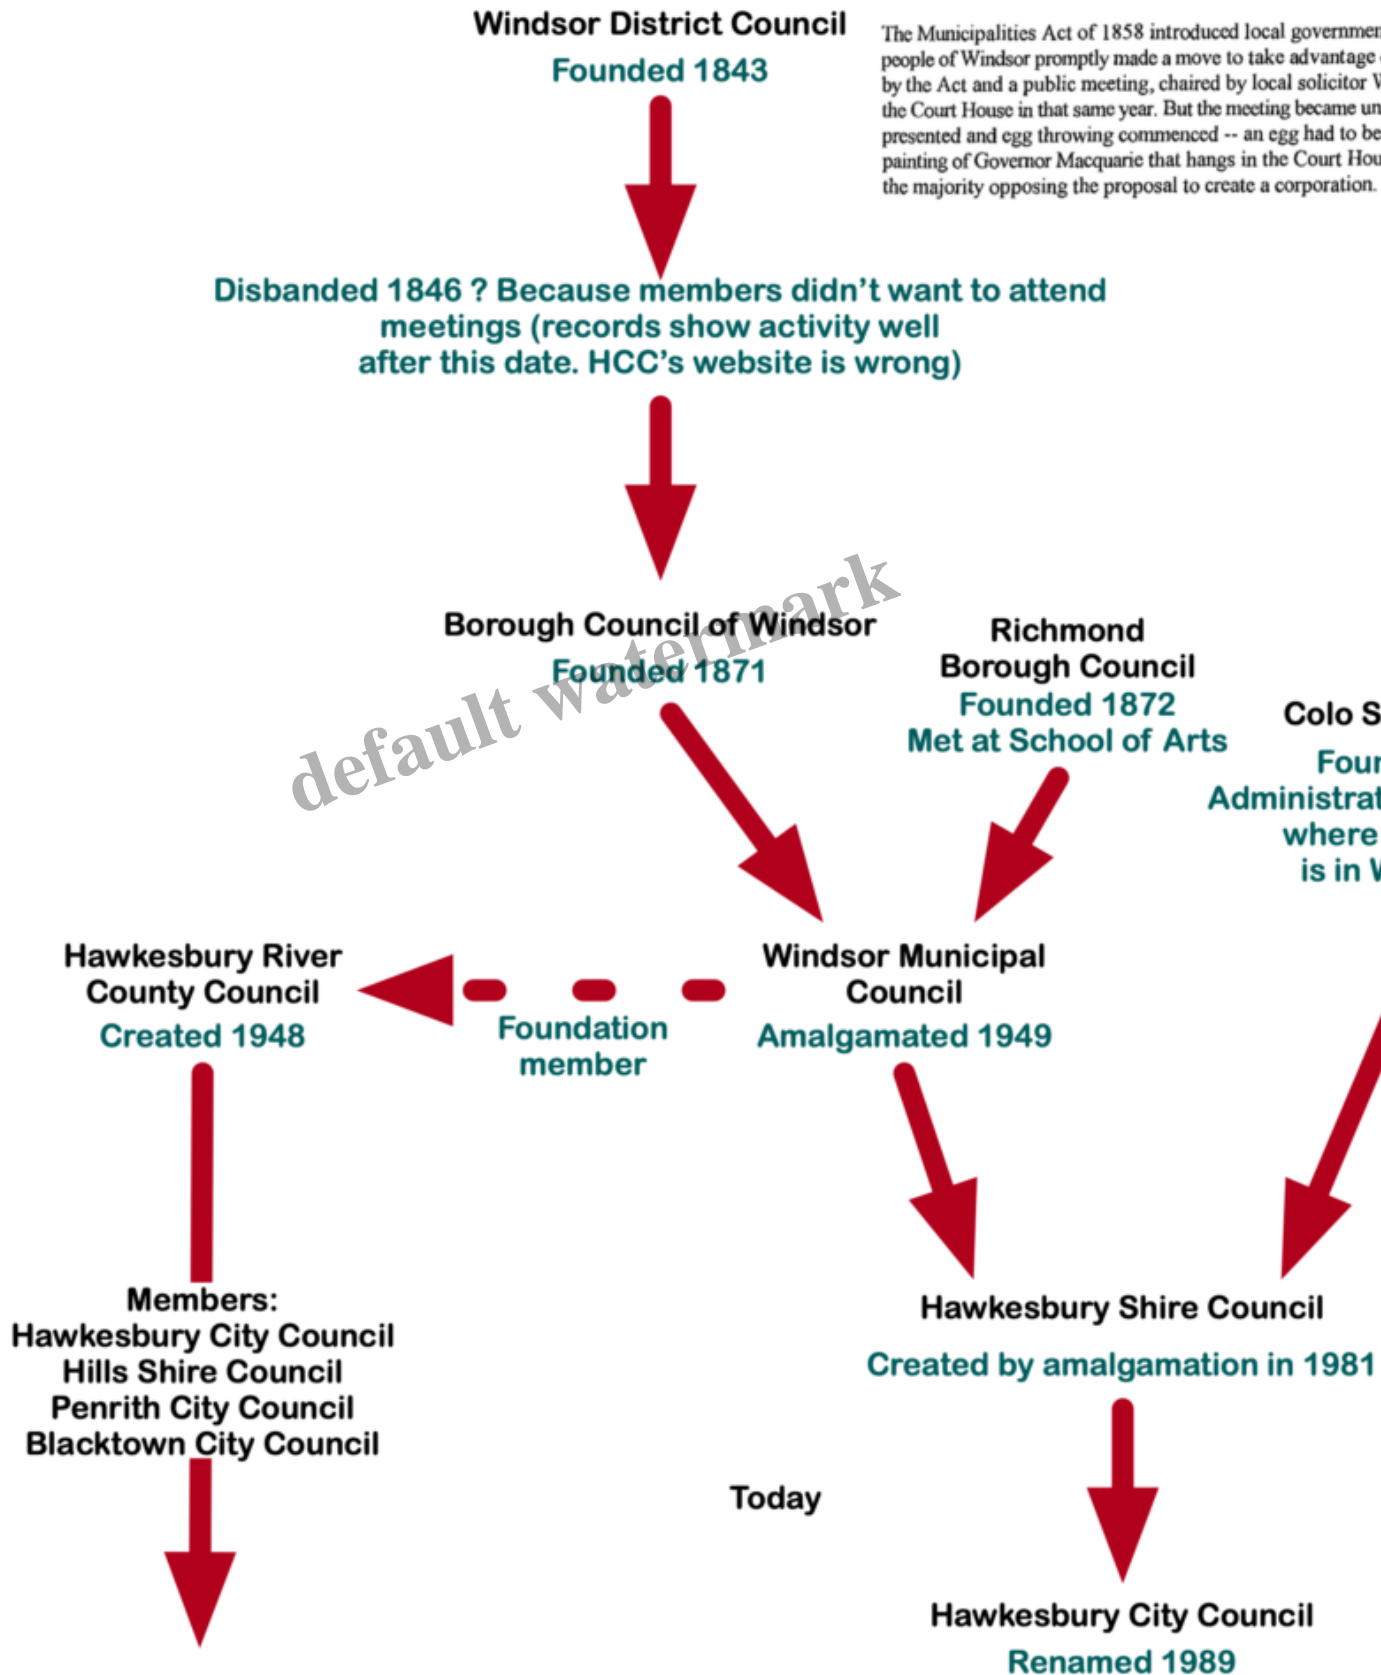 Windsor District Council
Founded 1843
The Municipalities Act of 1858 introduced local
people of Windsor promptly made a move to take advantage
by the Act and a public meeting, chaired by local solicitor
the Court House in that same year. But the meeting became
presented and egg throwing commenced -- an egg had to be
painting of Governor Macquarie that hangs in the Court
the majority opposing the proposal to create a corporation.
Disbanded 1846 ? Because members didn't want to attend
meetings (records show activity well
after this date. HCC's website is wrong)
Borough Council of Windsor
Founded 1871
Richmond
Borough Council
Founded 1872
Met at School of Arts
default watermark
Colo
where
is in
Hawkesbury River
County Council
Created 1948
Foundation
member
Windsor Municipal
Council
Amalgamated 1949
Members:
Hawkesbury City Council
Hills Shire Council
Penrith City Council
Blacktown City Council
Hawkesbury Shire Council
Created by amalgamation in 1981
Today
Hawkesbury City Council
Renamed 1989